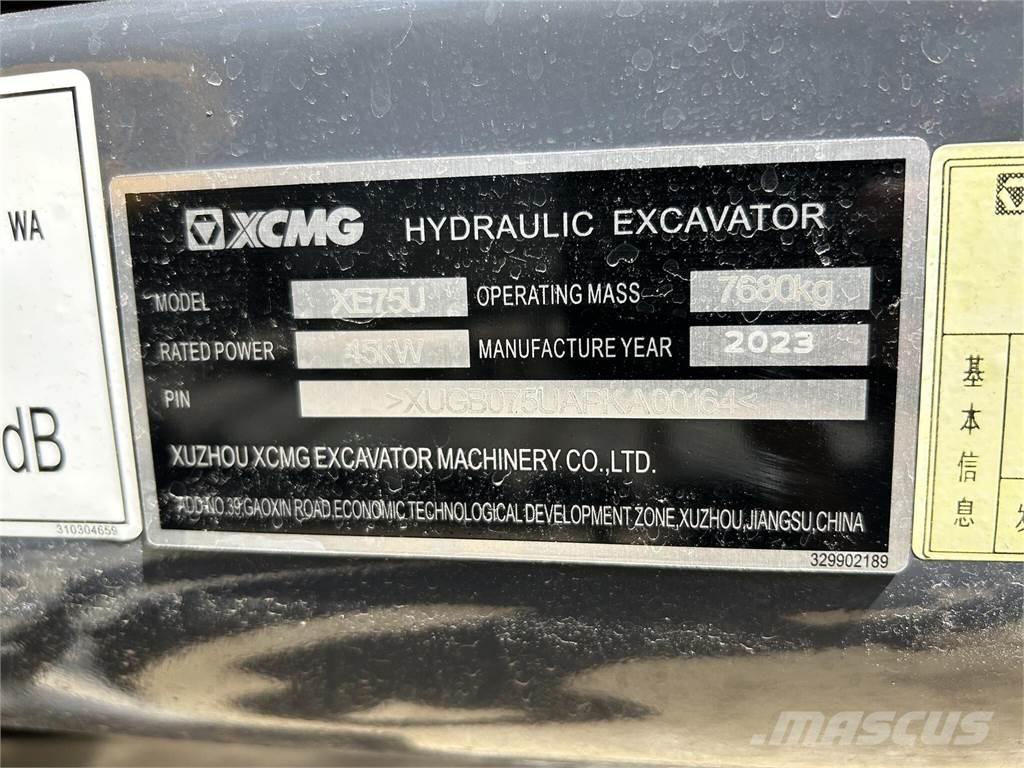 WA
dB
310304659
XCMG HYDRAULIC EXCAVATOR
MODEL XE75U OPERATING MASS 7680kg
RATED POWER 45kW MANUFACTURE YEAR 2023
PIN >XUGB075UAPKA00164<
XUZHOU XCMG EXCAVATOR MACHINERY CO.,LTD.
ADD:NO.39,GAOXIN ROAD,ECONOMIC TECHNOLOGICAL DEVELOPMENT ZONE,XUZHOU,JIANGSU,CHINA
329902189
基本信息
MASCUS